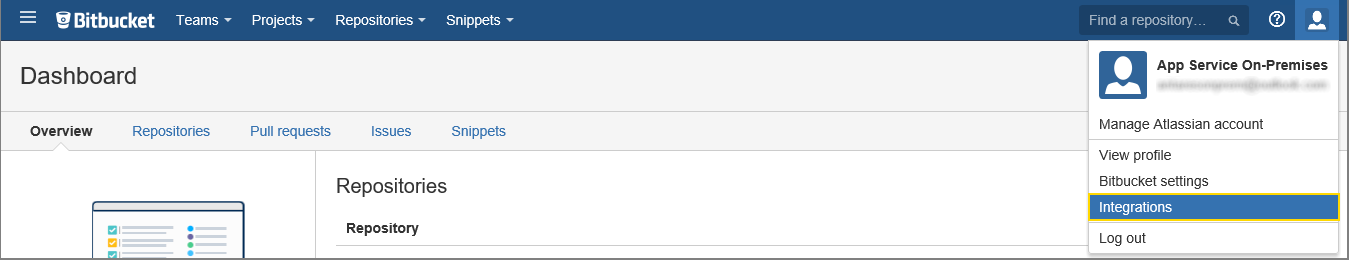 Bitbucket Teams Projects Repositories Snippets Find a repository...
App Service On-Premises
Dashboard
Manage Atlassian account
Overview Repositories Pull requests Issues Snippets
View profile
Bitbucket settings
Integrations
Log out
Repositories
Repository